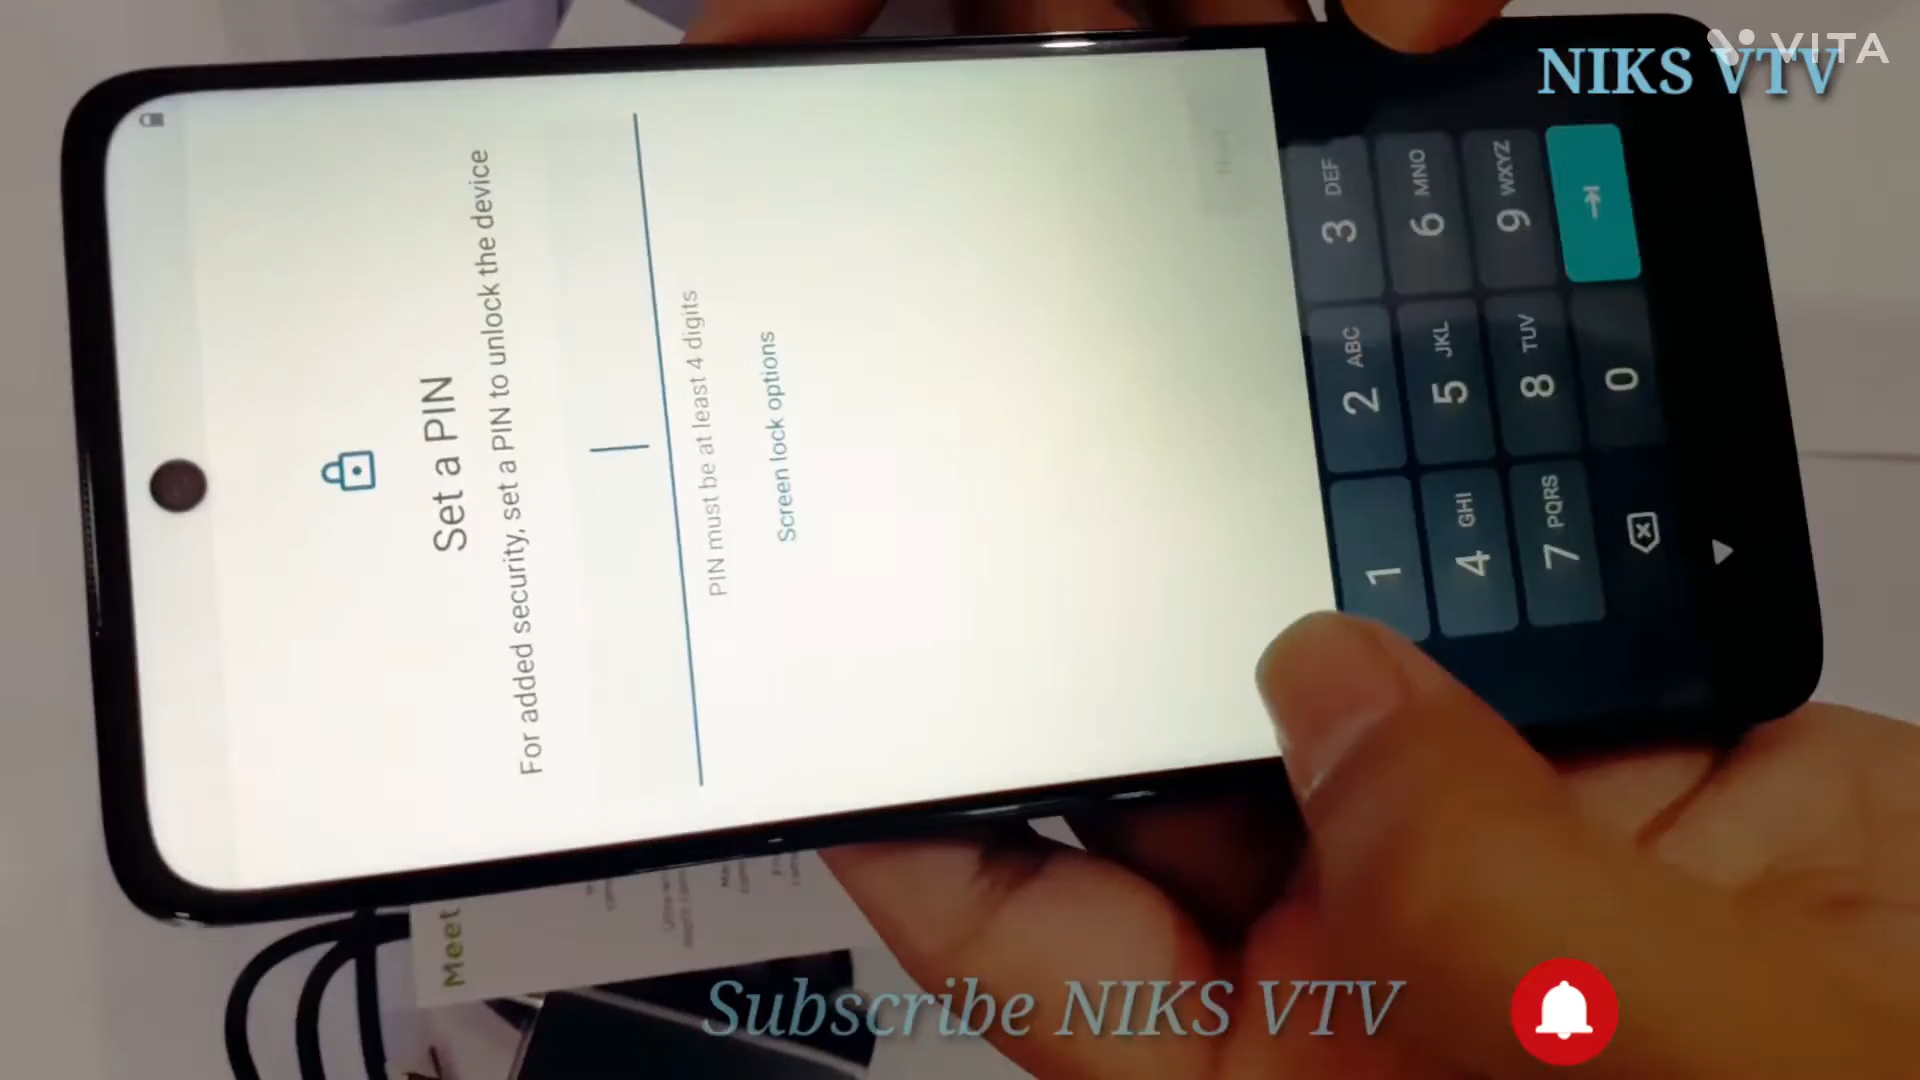 NIKS VTV
VITA
Set a PIN
For added security, set a PIN to unlock the device
PIN must be at least 4 digits
Screen lock options
Next
1
2 ABC
3 DEF
4 GHI
5 JKL
6 MNO
7 PQRS
8 TUV
9 WXYZ
0
Meet
Subscribe NIKS VTV